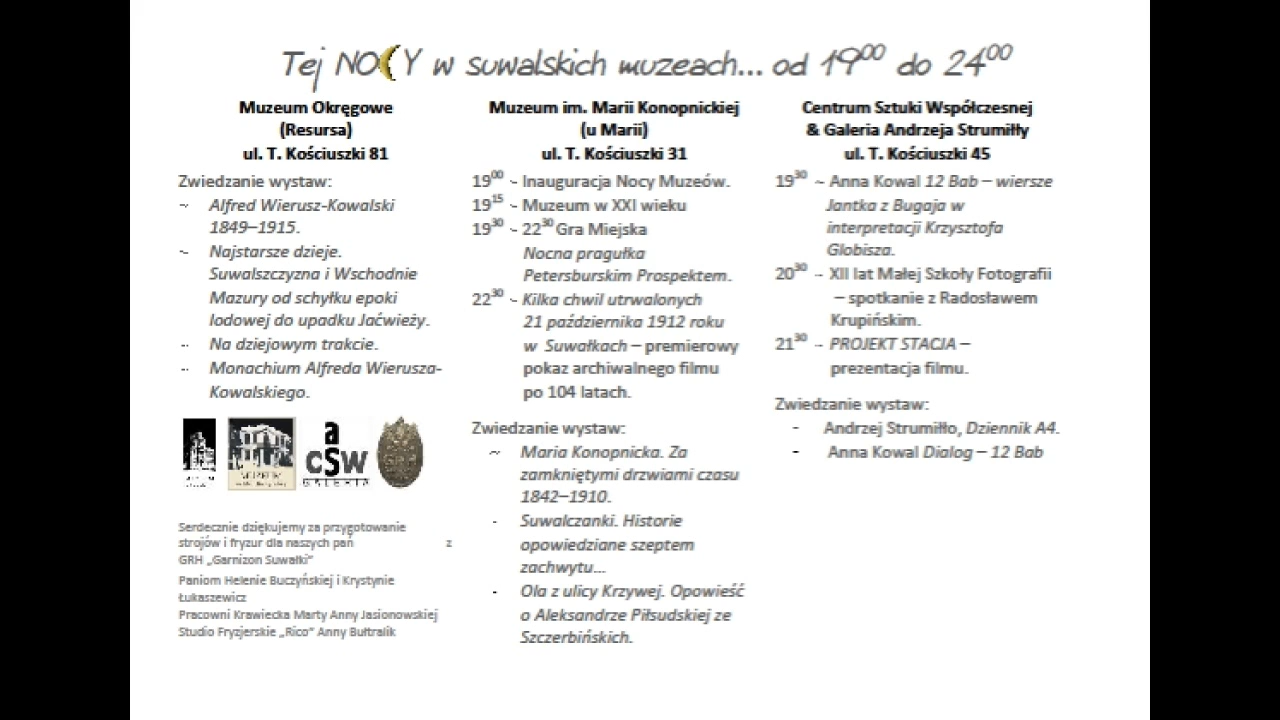 Tej NOCY w suwalskich muzeach... od 19⁰⁰ do 24⁰⁰
Muzeum Okręgowe
(Resursa)
ul. T. Kościuszki 81
Zwiedzanie wystaw:
~ Alfred Wierusz-Kowalski
1849–1915.
~ Najstarsze dzieje.
Suwalszczyzna i Wschodnie
Mazury od schyłku epoki
lodowej do upadku Jaćwieży.
-- Na dziejowym trakcie.
-- Monachium Alfreda Wierusza-
Kowalskiego.
a
cSw
GALERIA
Serdecznie dziękujemy za przygotowanie
strojów i fryzur dla naszych pań z
GRH „Garnizon Suwałki"
Paniom Helenie Buczyńskiej i Krystynie
Łukaszewicz
Pracowni Krawiecka Marty Anny Jasionowskiej
Studio Fryzjerskie „Rico" Anny Bułtralik
Muzeum im. Marii Konopnickiej
(u Marii)
ul. T. Kościuszki 31
19⁰⁰ ~ Inauguracja Nocy Muzeów.
19¹⁵ ~ Muzeum w XXI wieku
19³⁰ ~ 22³⁰ Gra Miejska
Nocna pragułka
Petersburskim Prospektem.
22³⁰ ~ Kilka chwil utrwalonych
21 października 1912 roku
w Suwałkach – premierowy
pokaz archiwalnego filmu
po 104 latach.
Zwiedzanie wystaw:
~ Maria Konopnicka. Za
zamkniętymi drzwiami czasu
1842–1910.
- Suwalczanki. Historie
opowiedziane szeptem
zachwytu...
- Ola z ulicy Krzywej. Opowieść
o Aleksandrze Piłsudskiej ze
Szczerbińskich.
Centrum Sztuki Współczesnej
& Galeria Andrzeja Strumiłły
ul. T. Kościuszki 45
19³⁰ ~ Anna Kowal 12 Bab – wiersze
Jantka z Bugaja w
interpretacji Krzysztofa
Globisza.
20³⁰ ~ XII lat Małej Szkoły Fotografii
– spotkanie z Radosławem
Krupińskim.
21³⁰ ~ PROJEKT STACJA –
prezentacja filmu.
Zwiedzanie wystaw:
- Andrzej Strumiłło, Dziennik A4.
- Anna Kowal Dialog – 12 Bab